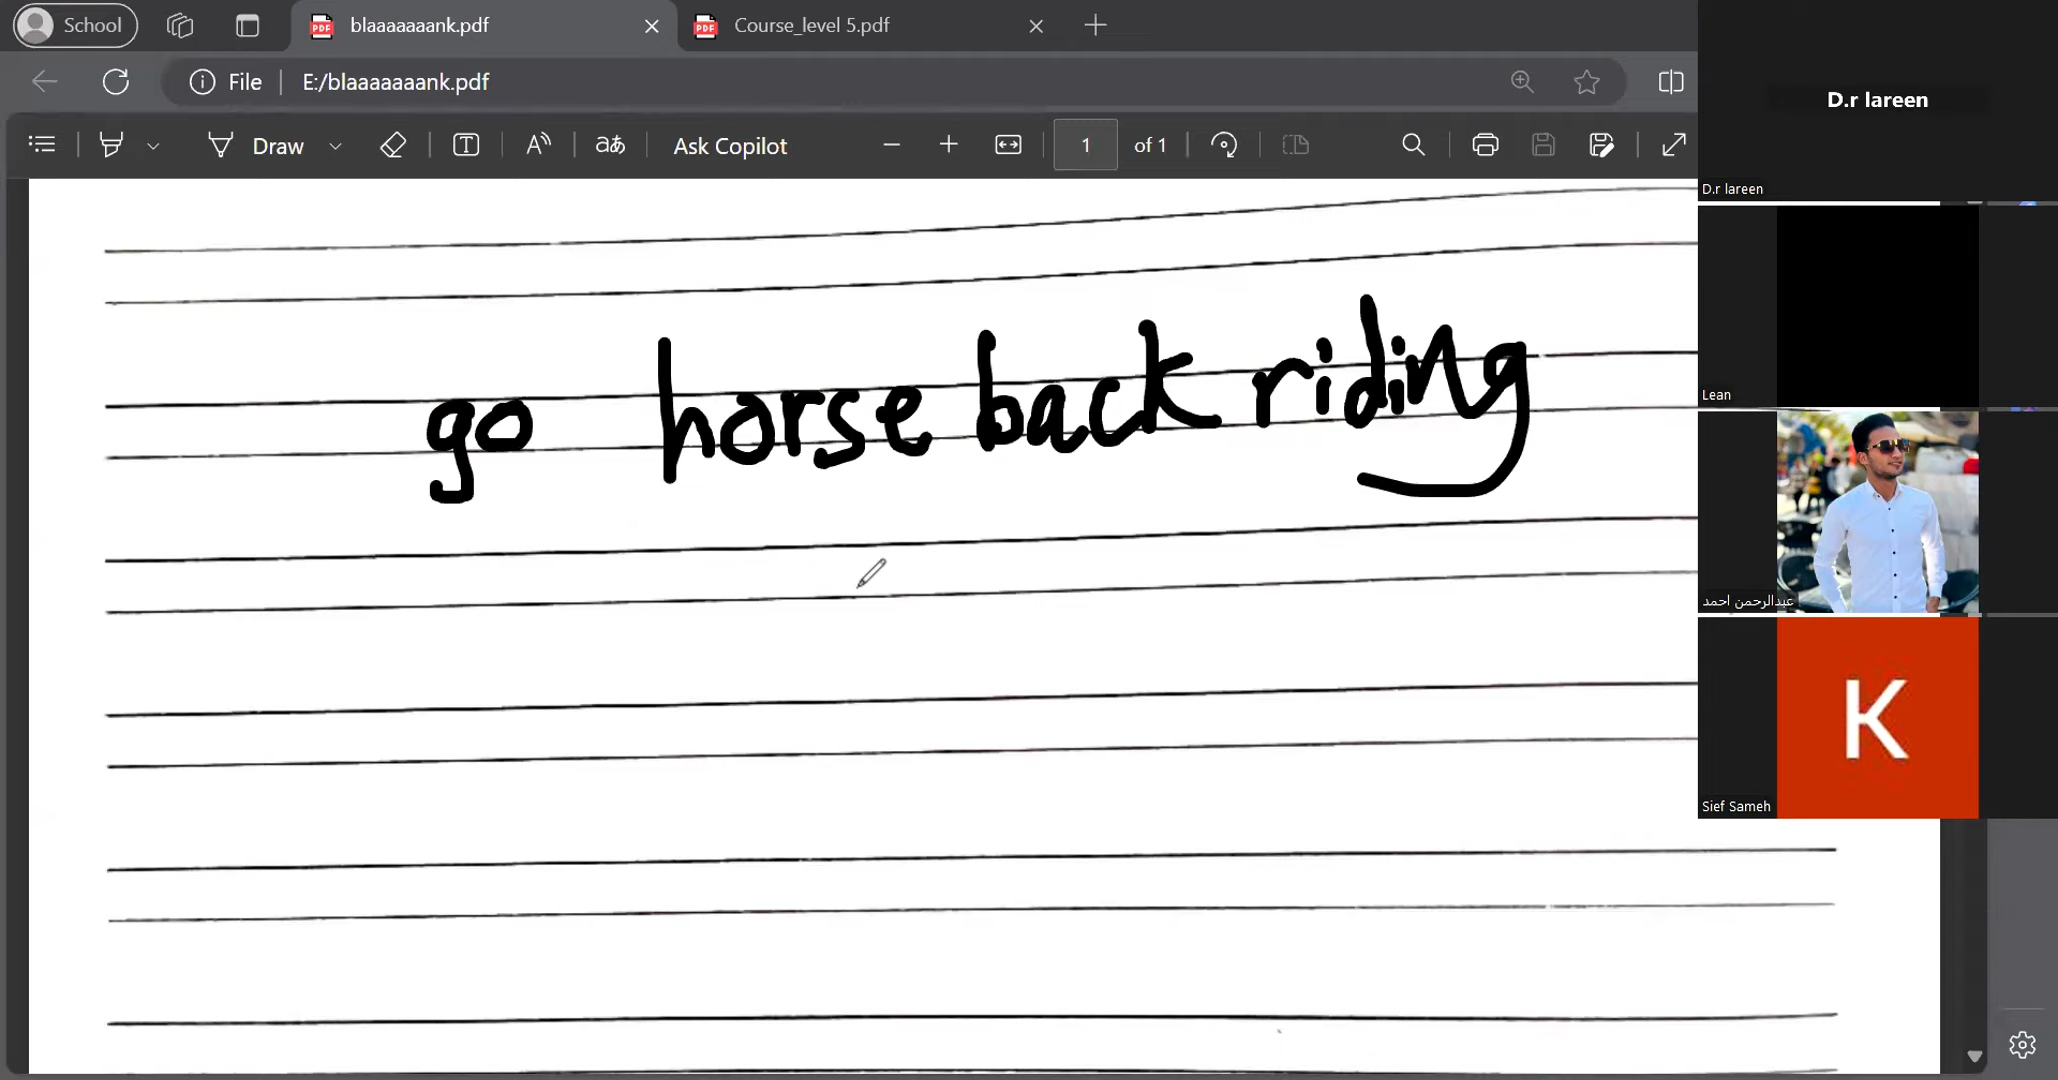 School
blaaaaaaank.pdf
Course_level 5.pdf
File
E:/blaaaaaaank.pdf
Draw
Ask Copilot
1
of 1
D.r lareen
D.r lareen
Lean
عبدالرحمن احمد
K
Sief Sameh
go horse back riding